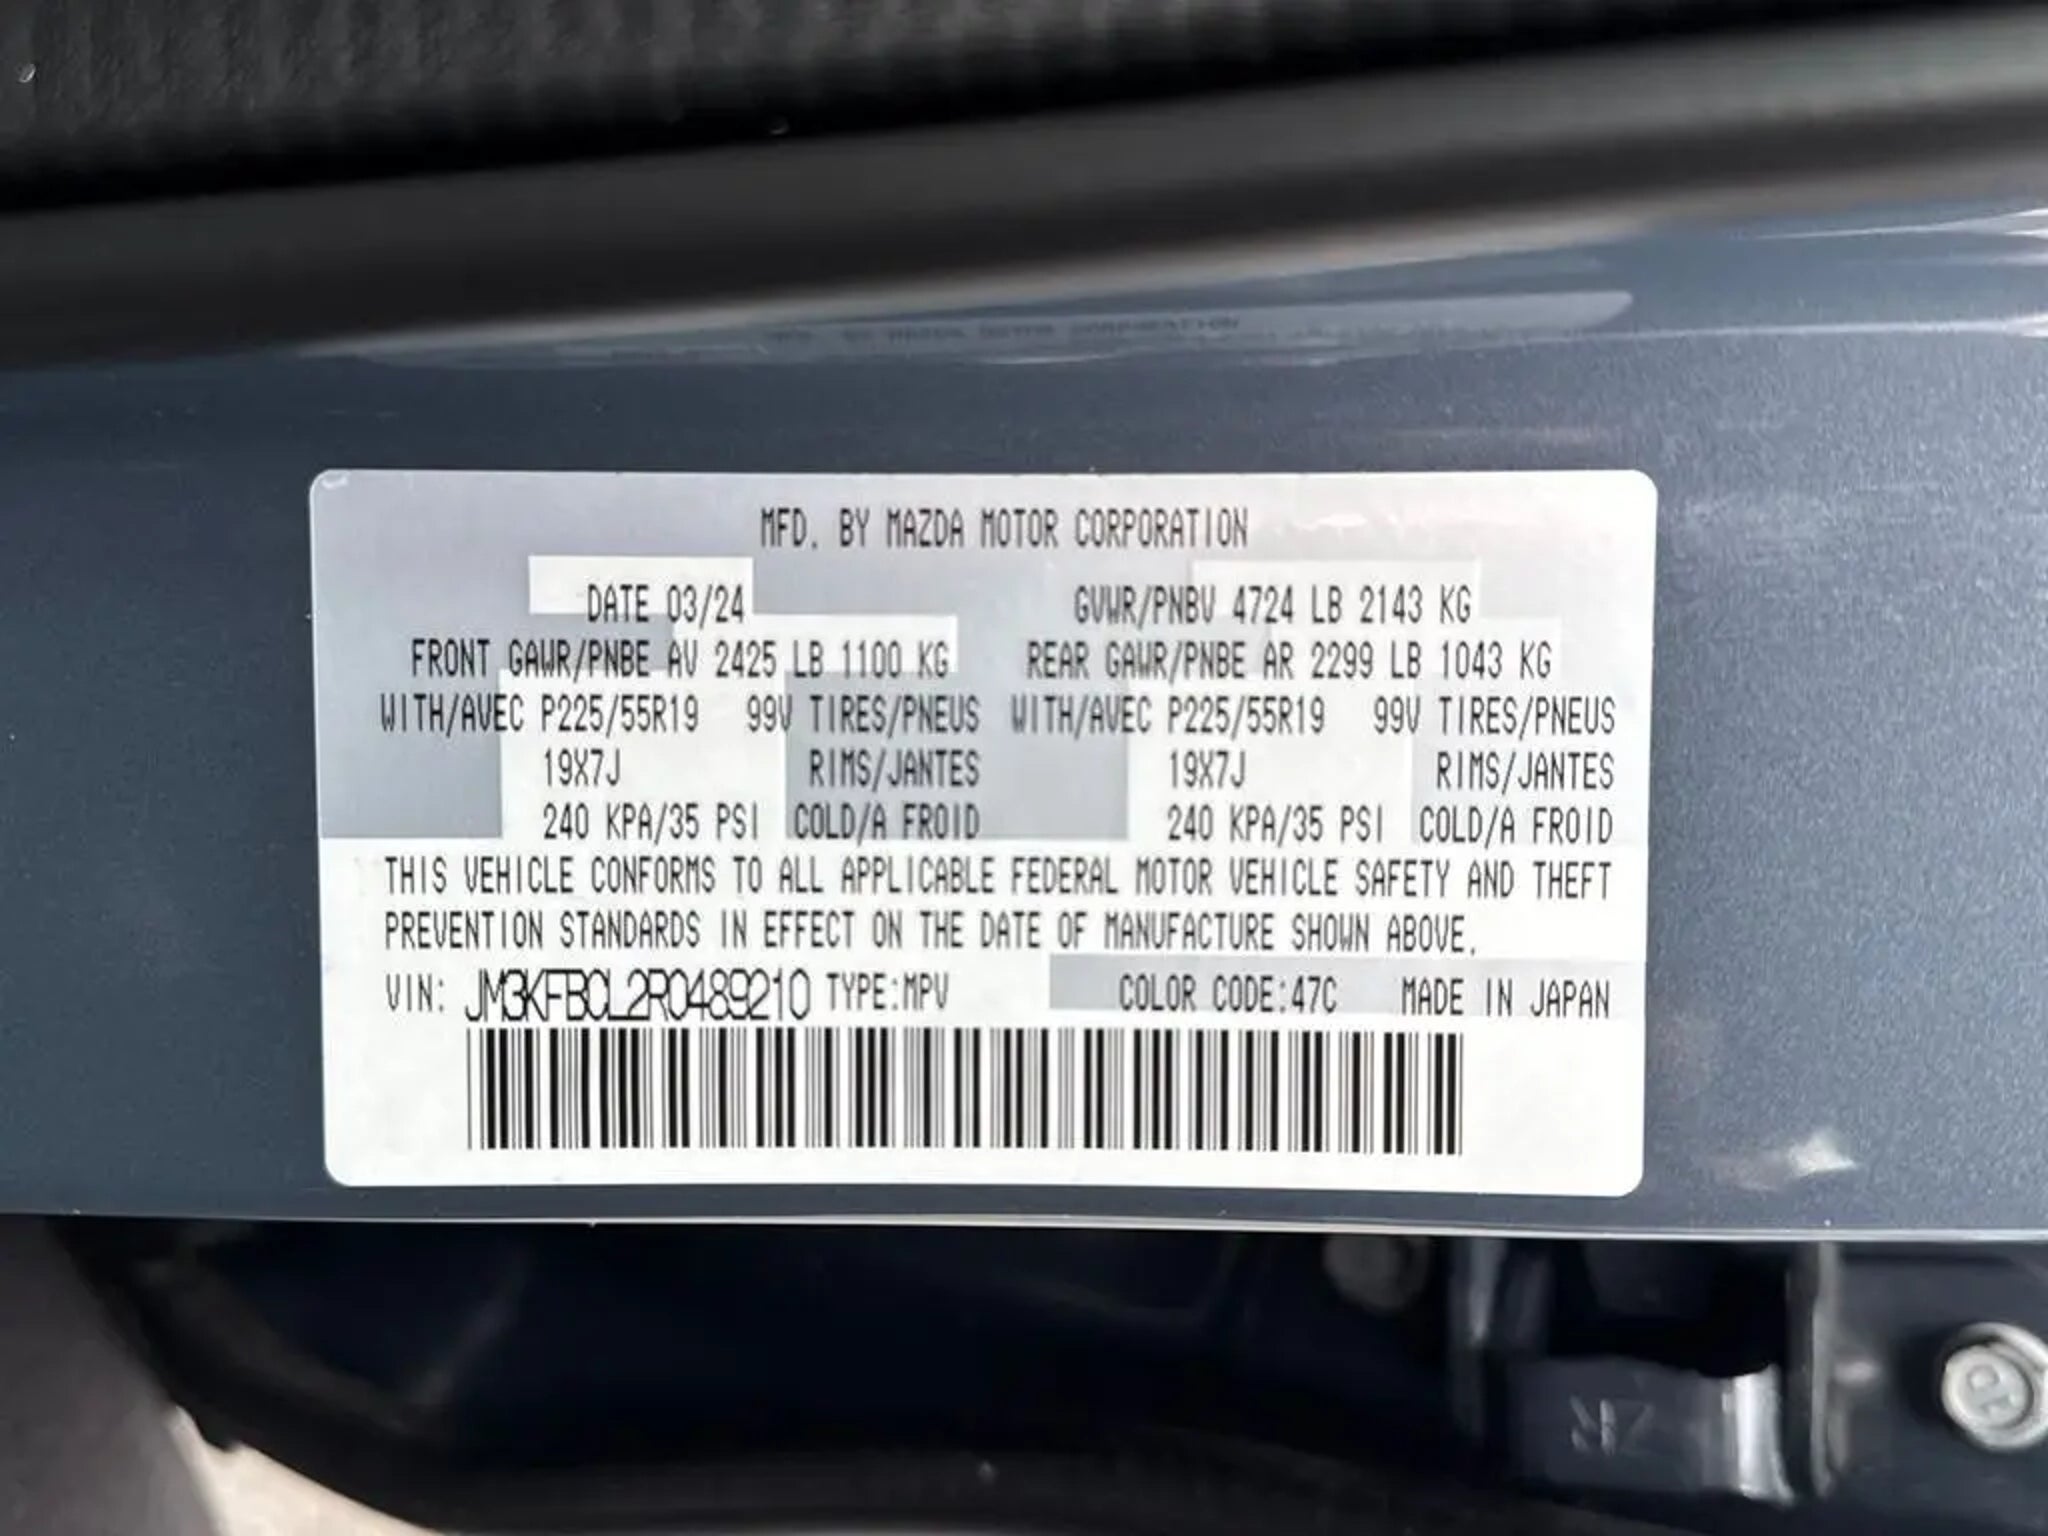 MFD. BY MAZDA MOTOR CORPORATION
DATE 03/24 GVWR/PNBV 4724 LB 2143 KG
FRONT GAWR/PNBE AV 2425 LB 1100 KG REAR GAWR/PNBE AR 2299 LB 1043 KG
WITH/AVEC P225/55R19 99V TIRES/PNEUS WITH/AVEC P225/55R19 99V TIRES/PNEUS
19X7J RIMS/JANTES 19X7J RIMS/JANTES
240 KPA/35 PSI COLD/A FROID 240 KPA/35 PSI COLD/A FROID
THIS VEHICLE CONFORMS TO ALL APPLICABLE FEDERAL MOTOR VEHICLE SAFETY AND THEFT
PREVENTION STANDARDS IN EFFECT ON THE DATE OF MANUFACTURE SHOWN ABOVE.
VIN: JM3KFBCL2R0489210 TYPE:MPV COLOR CODE:47C MADE IN JAPAN